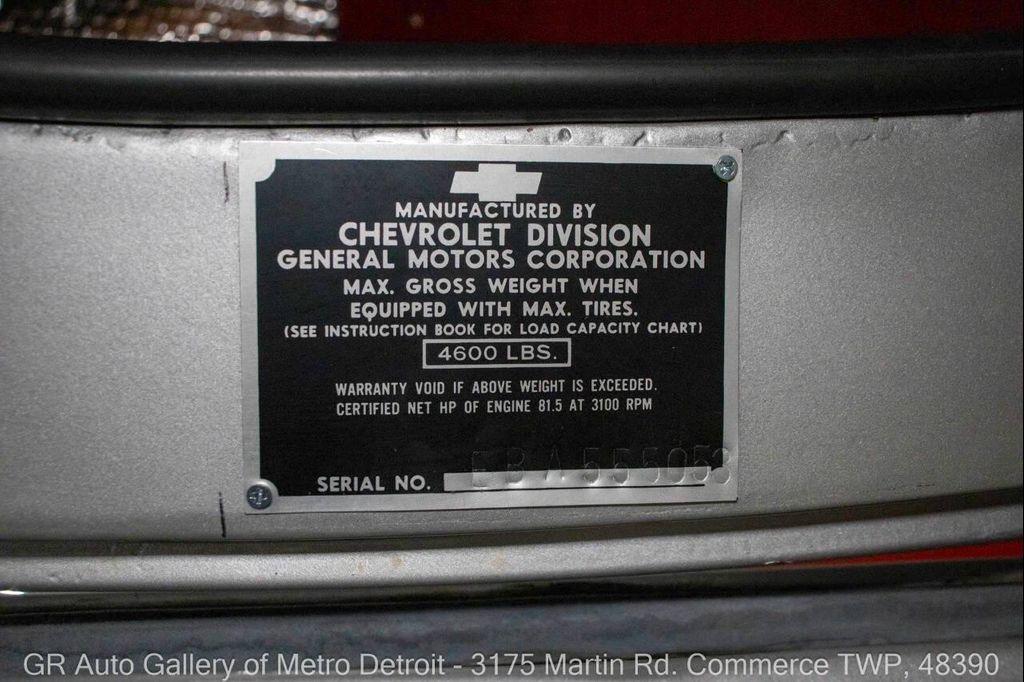 MANUFACTURED BY
CHEVROLET DIVISION
GENERAL MOTORS CORPORATION
MAX. GROSS WEIGHT WHEN
EQUIPPED WITH MAX. TIRES.
(SEE INSTRUCTION BOOK FOR LOAD CAPACITY CHART)
4600 LBS.
WARRANTY VOID IF ABOVE WEIGHT IS EXCEEDED.
CERTIFIED NET HP OF ENGINE 81.5 AT 3100 RPM
SERIAL NO. EBA555058
GR Auto Gallery of Metro Detroit - 3175 Martin Rd. Commerce TWP, 48390